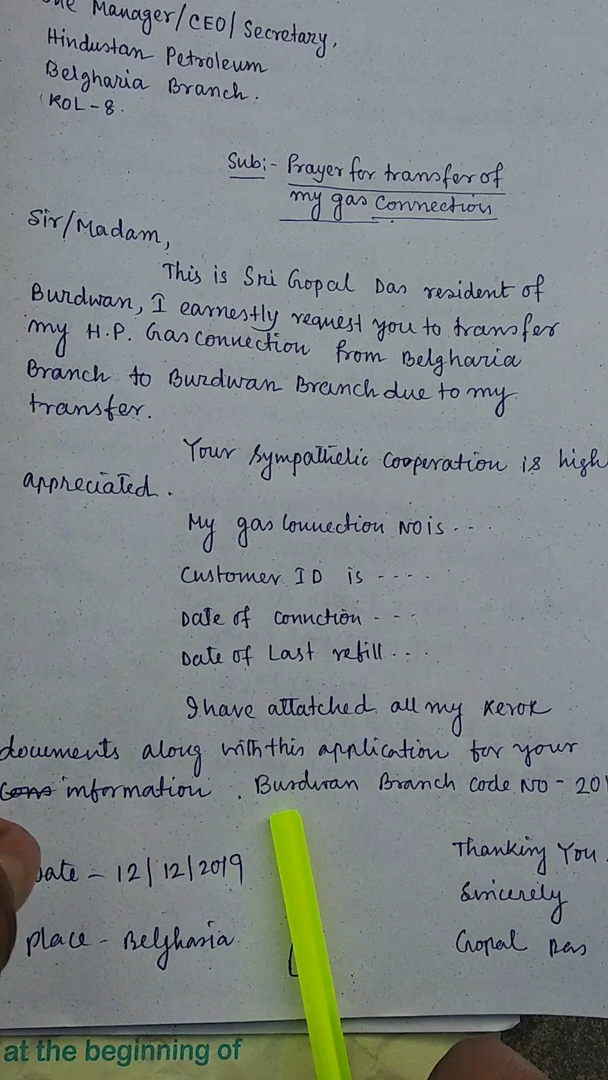 The Manager/CEO/Secretary,
Hindustan Petroleum
Belgharia Branch.
KOL-8.
Sub:- Prayer for transfer of
my gas Connection
Sir/Madam,
This is Sri Gopal Das resident of
Burdwan, I earnestly request you to transfer
my H.P. Gas connection from Belgharia
Branch to Burdwan Branch due to my
transfer.
Your Sympathetic Cooperation is high
appreciated.
My gas Connection NO is ...
Customer ID is ----
Date of connction ---
Date of Last refill...
I have attatched all my xerox
documents along with this application for your
information. Burdwan Branch code NO - 201
Date - 12/12/2019
Thanking You.
Sincerely
Place - Belgharia
Gopal Das
at the beginning of